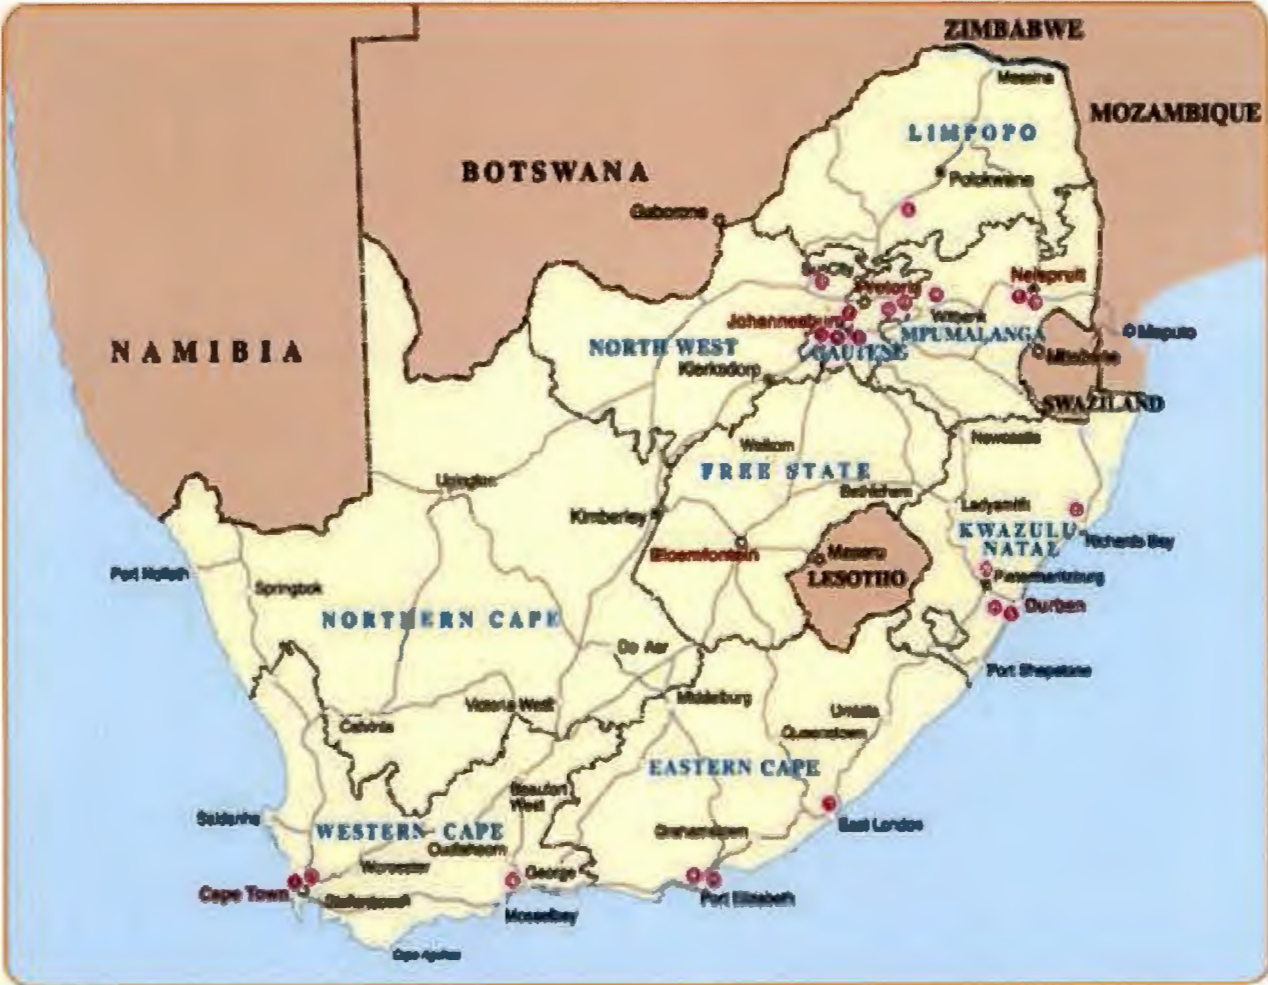 ZIMBABWE
Messina
MOZAMBIQUE
LIMPOPO
BOTSWANA
Polokwane
Gaborone
Sun City
Nelspruit
Pretoria
Witbank
Johannesburg
MPUMALANGA
Maputo
NAMIBIA
NORTH WEST
GAUTENG
Mbabane
Klerksdorp
SWAZILAND
Newcastle
Welkom
FREE STATE
Upington
Bethlehem
Ladysmith
Kimberley
KWAZULU-
NATAL
Richards Bay
Bloemfontein
Maseru
LESOTHO
Port Nolloth
Pietermaritzburg
Springbok
Durban
NORTHERN CAPE
De Aar
Port Shepstone
Middelburg
Victoria West
Umtata
Calvinia
Queenstown
EASTERN CAPE
Beaufort
West
Saldanha
East London
WESTERN CAPE
Grahamstown
Oudtshoorn
Worcester
George
Cape Town
Stellenbosch
Port Elizabeth
Mosselbay
Cape Agulhas